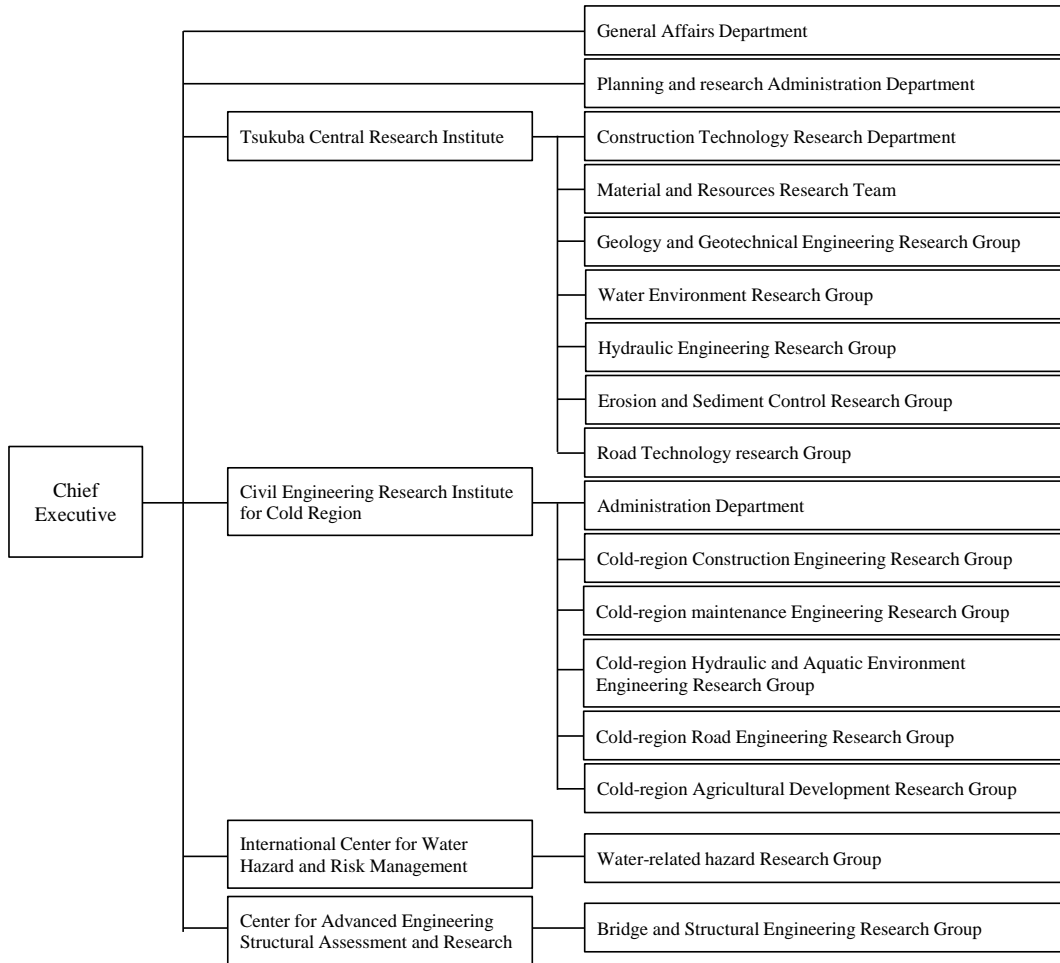 General Affairs Department
Planning and research Administration Department
Tsukuba Central Research Institute
Construction Technology Research Department
Material and Resources Research Team
Geology and Geotechnical Engineering Research Group
Water Environment Research Group
Hydraulic Engineering Research Group
Erosion and Sediment Control Research Group
Road Technology research Group
Chief
Executive
Civil Engineering Research Institute
for Cold Region
Administration Department
Cold-region Construction Engineering Research Group
Cold-region maintenance Engineering Research Group
Cold-region Hydraulic and Aquatic Environment
Engineering Research Group
Cold-region Road Engineering Research Group
Cold-region Agricultural Development Research Group
International Center for Water
Hazard and Risk Management
Water-related hazard Research Group
Center for Advanced Engineering
Structural Assessment and Research
Bridge and Structural Engineering Research Group